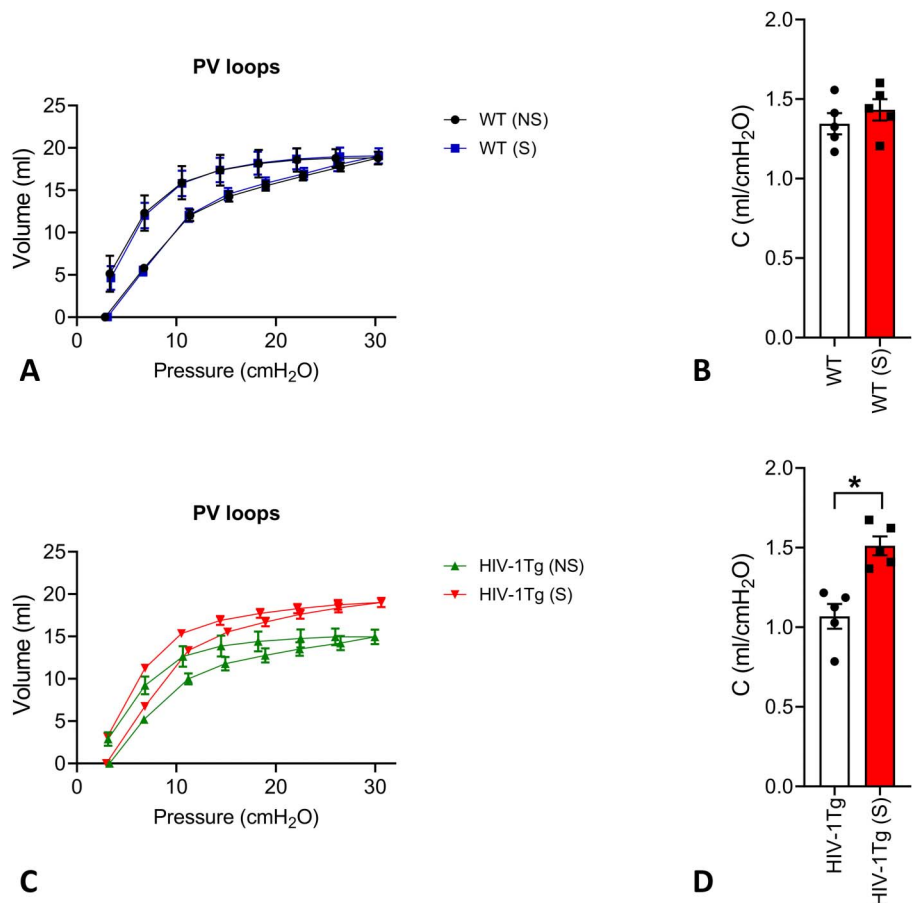 A
PV loops
Volume (ml)
25
20
15
10
5
0
0 10 20 30
Pressure (cmH₂O)
WT (NS)
WT (S)
B
C (ml/cmH₂O)
2.0
1.5
1.0
0.5
0.0
WT
WT (S)
C
PV loops
Volume (ml)
25
20
15
10
5
0
0 10 20 30
Pressure (cmH₂O)
HIV-1Tg (NS)
HIV-1Tg (S)
D
C (ml/cmH₂O)
2.0
1.5
1.0
0.5
0.0
*
HIV-1Tg
HIV-1Tg (S)